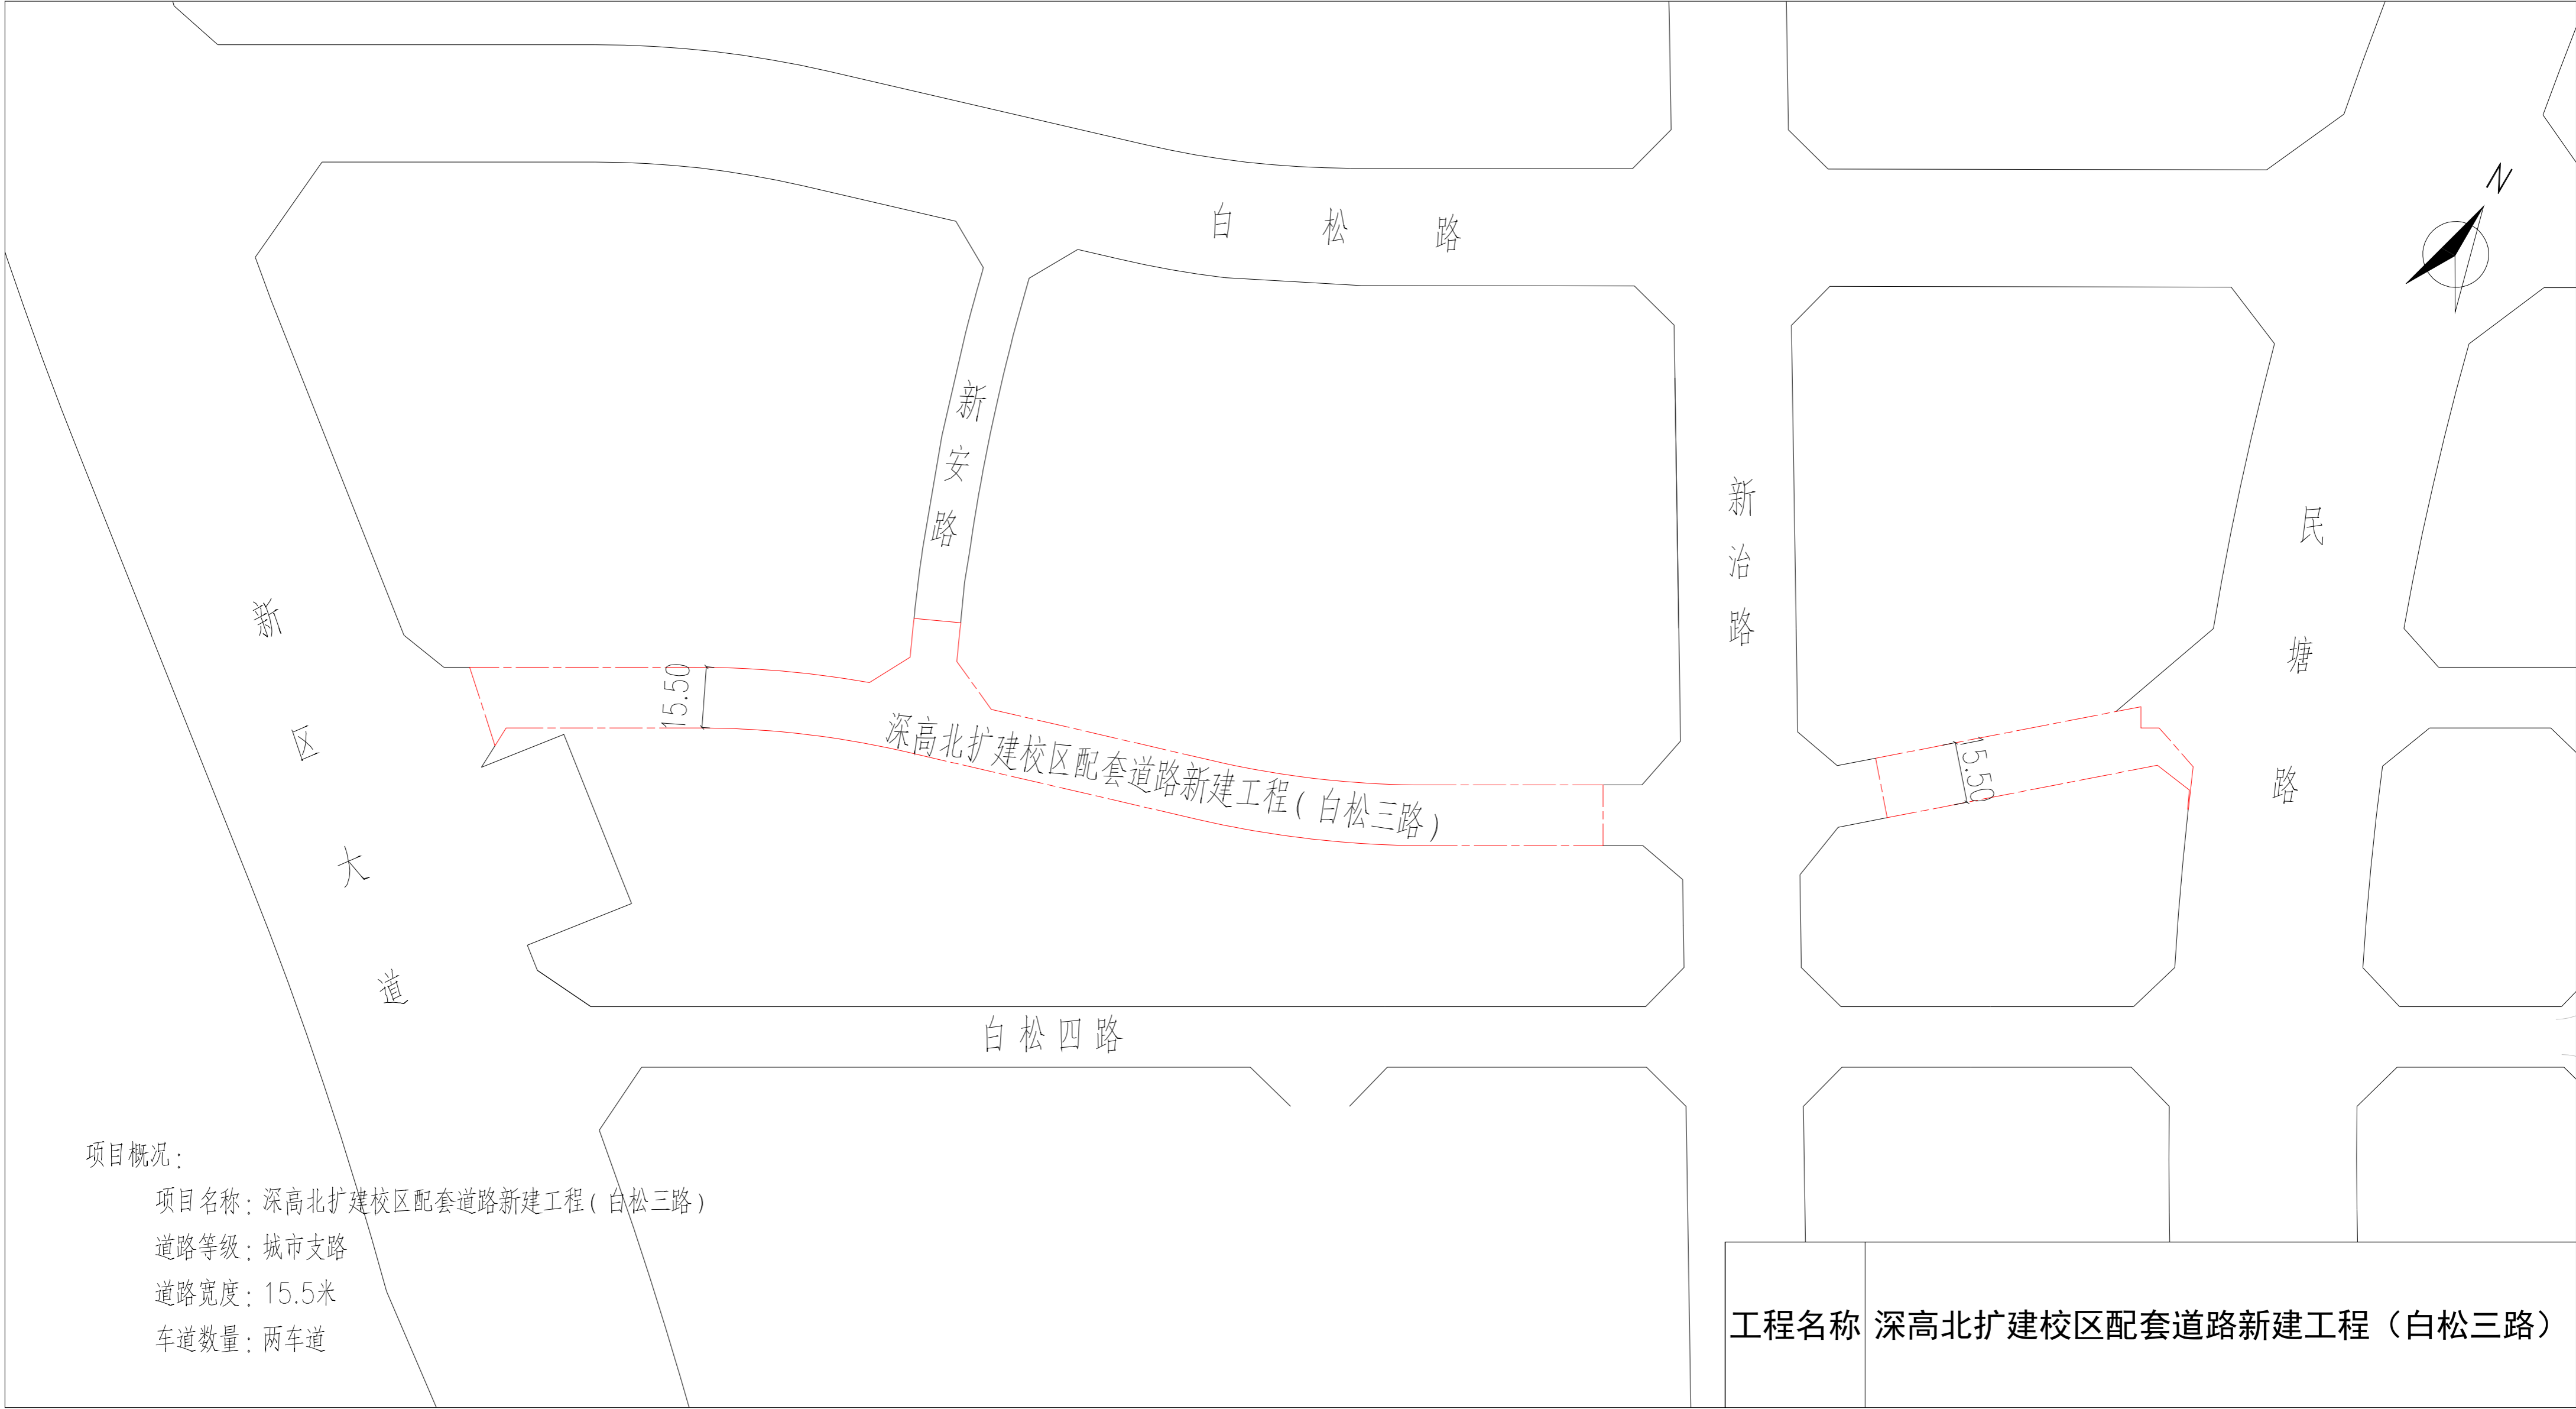 N
白松路
新安路
新治路
民塘路
新区大道
15.50
深高北扩建校区配套道路新建工程(白松三路)
15.50
白松四路
项目概况:
项目名称:深高北扩建校区配套道路新建工程(白松三路)
道路等级:城市支路
道路宽度:15.5米
车道数量:两车道
工程名称 深高北扩建校区配套道路新建工程（白松三路）